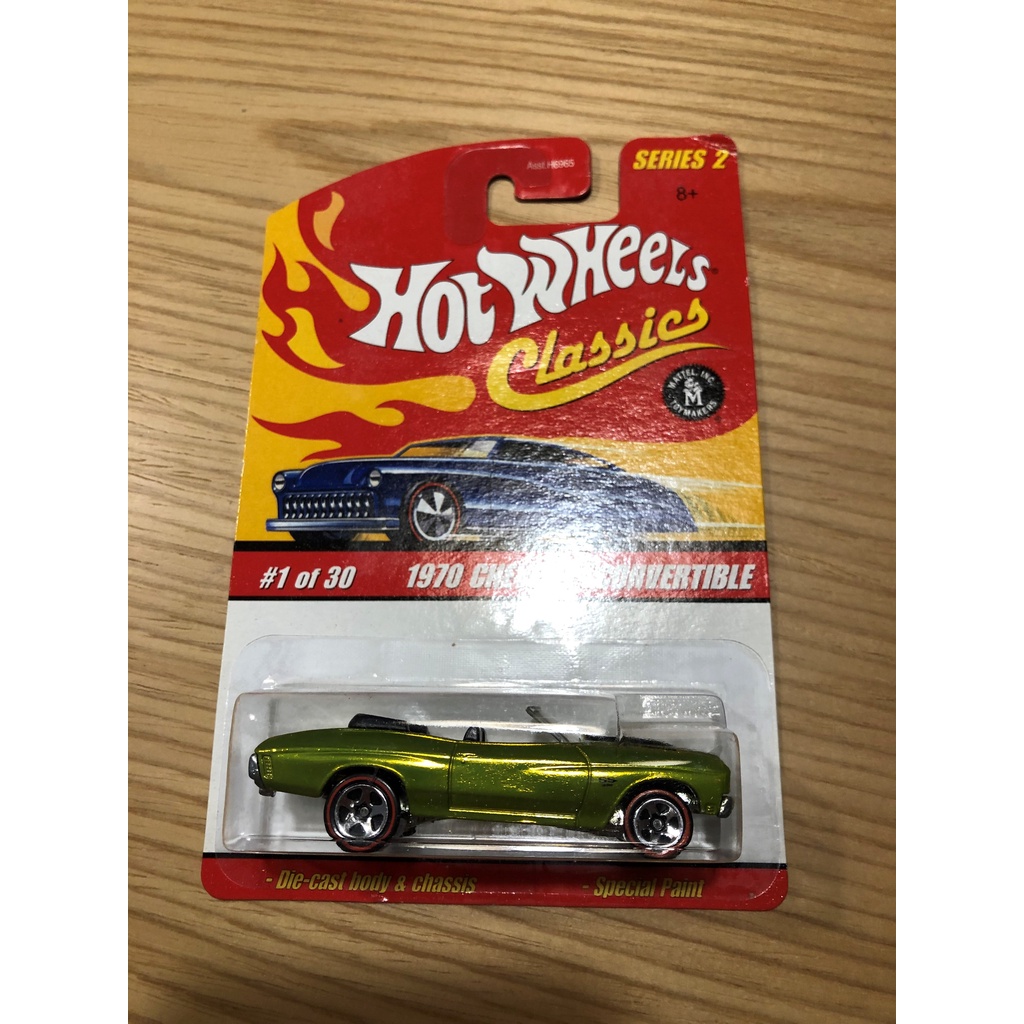 Asst.H6965
SERIES 2
8+
HOT WHEELS
Classics
MATTEL, INC.
M
TOYMAKERS
#1 of 30 1970 CONVERTIBLE
- Die-cast body & chassis - Special Paint